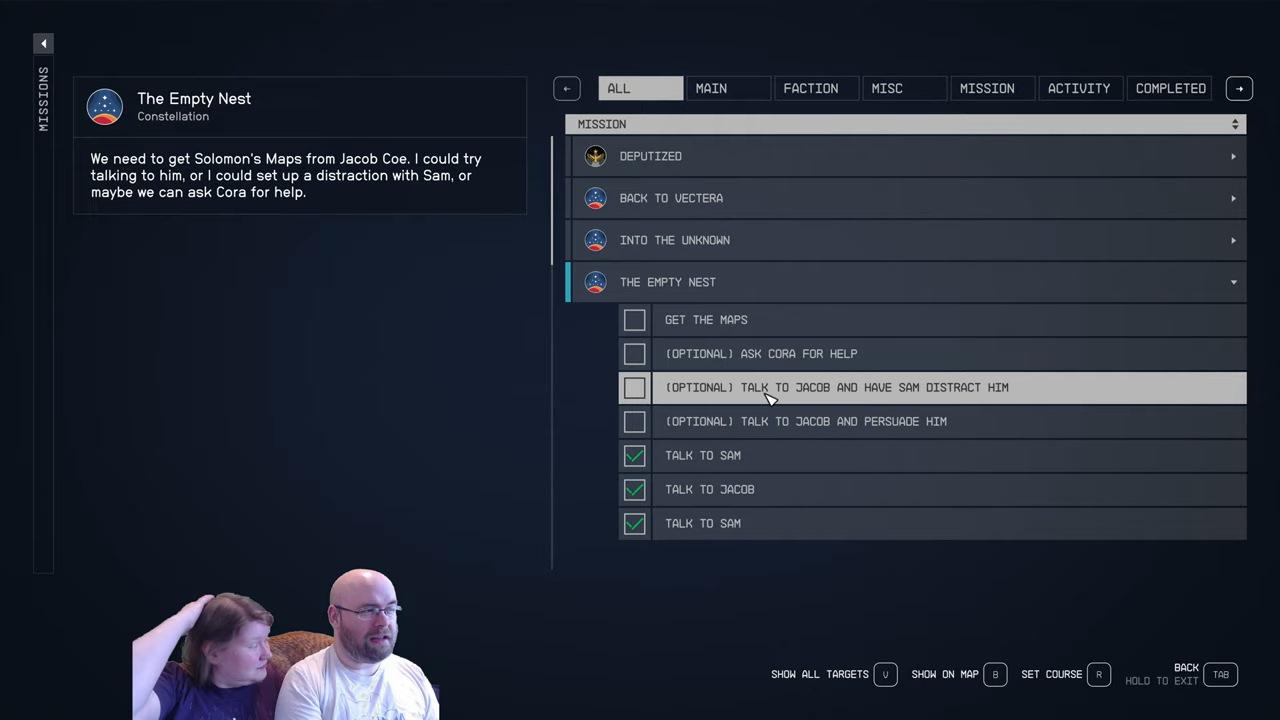 MISSIONS
The Empty Nest
Constellation
We need to get Solomon's Maps from Jacob Coe. I could try
talking to him, or I could set up a distraction with Sam, or
maybe we can ask Cora for help.
ALL
MAIN
FACTION
MISC
MISSION
ACTIVITY
COMPLETED
MISSION
DEPUTIZED
BACK TO VECTERA
INTO THE UNKNOWN
THE EMPTY NEST
GET THE MAPS
(OPTIONAL) ASK CORA FOR HELP
(OPTIONAL) TALK TO JACOB AND HAVE SAM DISTRACT HIM
(OPTIONAL) TALK TO JACOB AND PERSUADE HIM
TALK TO SAM
TALK TO JACOB
TALK TO SAM
SHOW ALL TARGETS V
SHOW ON MAP B
SET COURSE R
BACK
HOLD TO EXIT
TAB